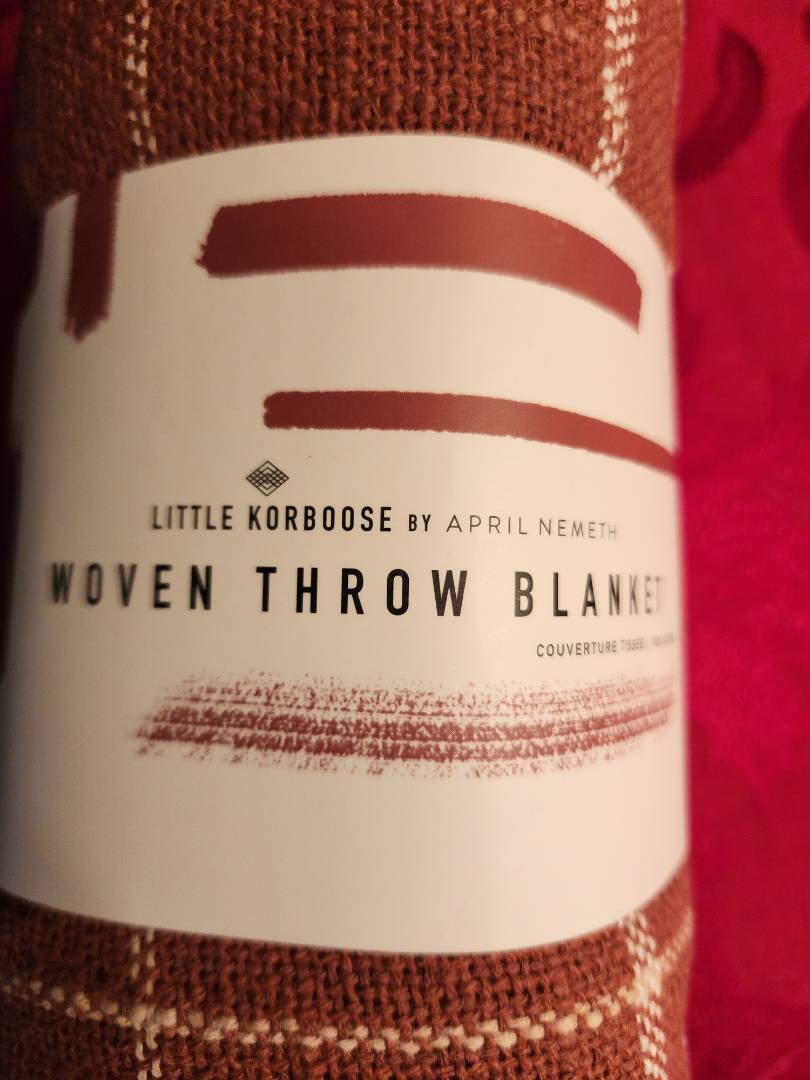 LITTLE KORBOOSE BY APRIL NEMETH
WOVEN THROW BLANKET
COUVERTURE TISSÉE |